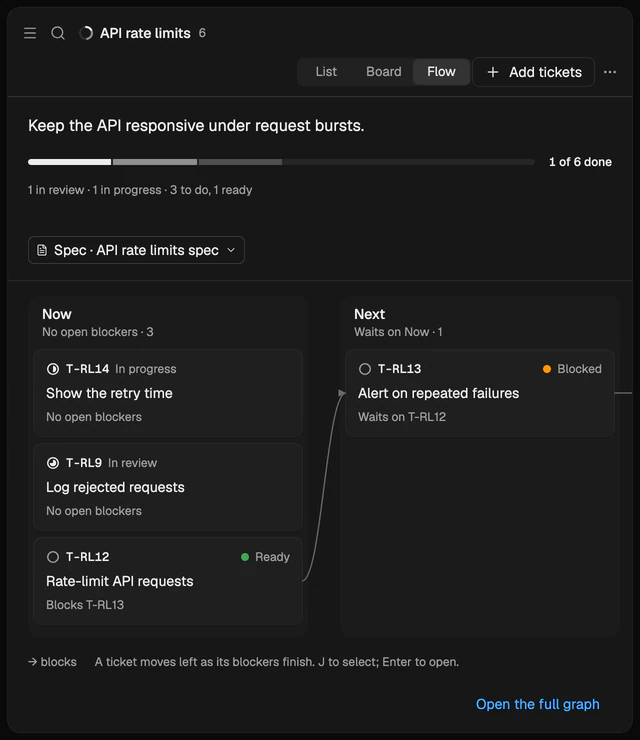 API rate limits 6
List Board Flow + Add tickets ...
Keep the API responsive under request bursts.
1 of 6 done
1 in review · 1 in progress · 3 to do, 1 ready
Spec · API rate limits spec
Now
No open blockers · 3
T-RL14 In progress
Show the retry time
No open blockers
T-RL9 In review
Log rejected requests
No open blockers
T-RL12 Ready
Rate-limit API requests
Blocks T-RL13
Next
Waits on Now · 1
T-RL13 Blocked
Alert on repeated failures
Waits on T-RL12
→ blocks A ticket moves left as its blockers finish. J to select; Enter to open.
Open the full graph